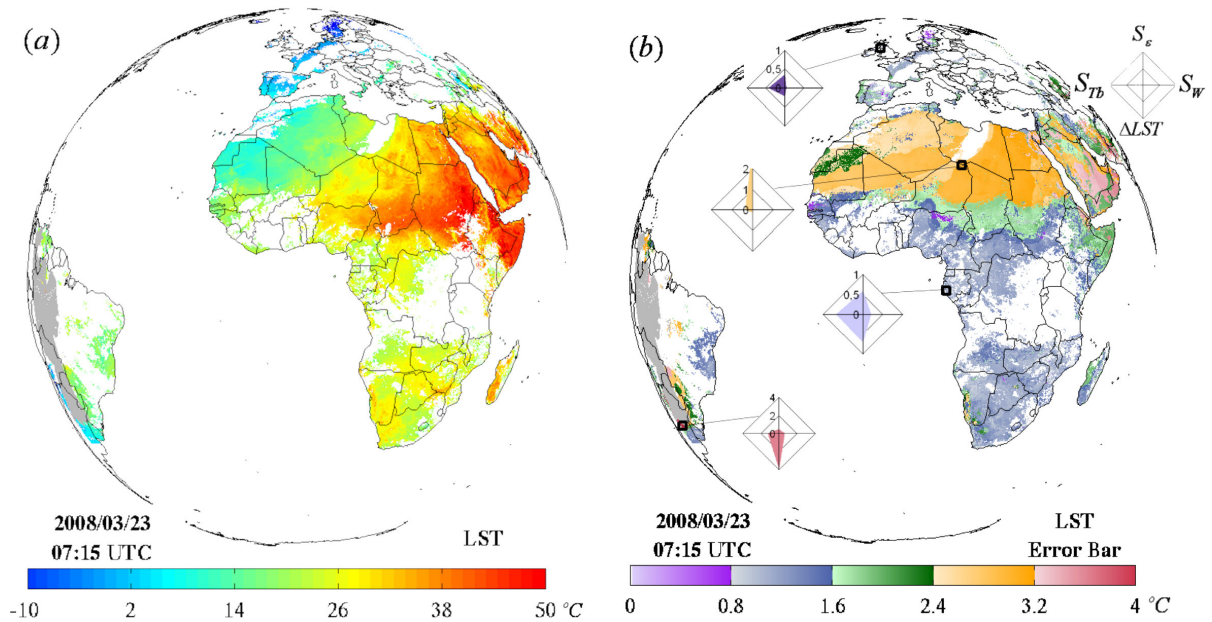 (a)
2008/03/23
07:15 UTC
LST
-10 2 14 26 38 50 °C
(b)
Sε
STb SW
ΔLST
1
0.5
0
2
1
0
1
0.5
0
4
2
0
2008/03/23
07:15 UTC
LST
Error Bar
0 0.8 1.6 2.4 3.2 4 °C